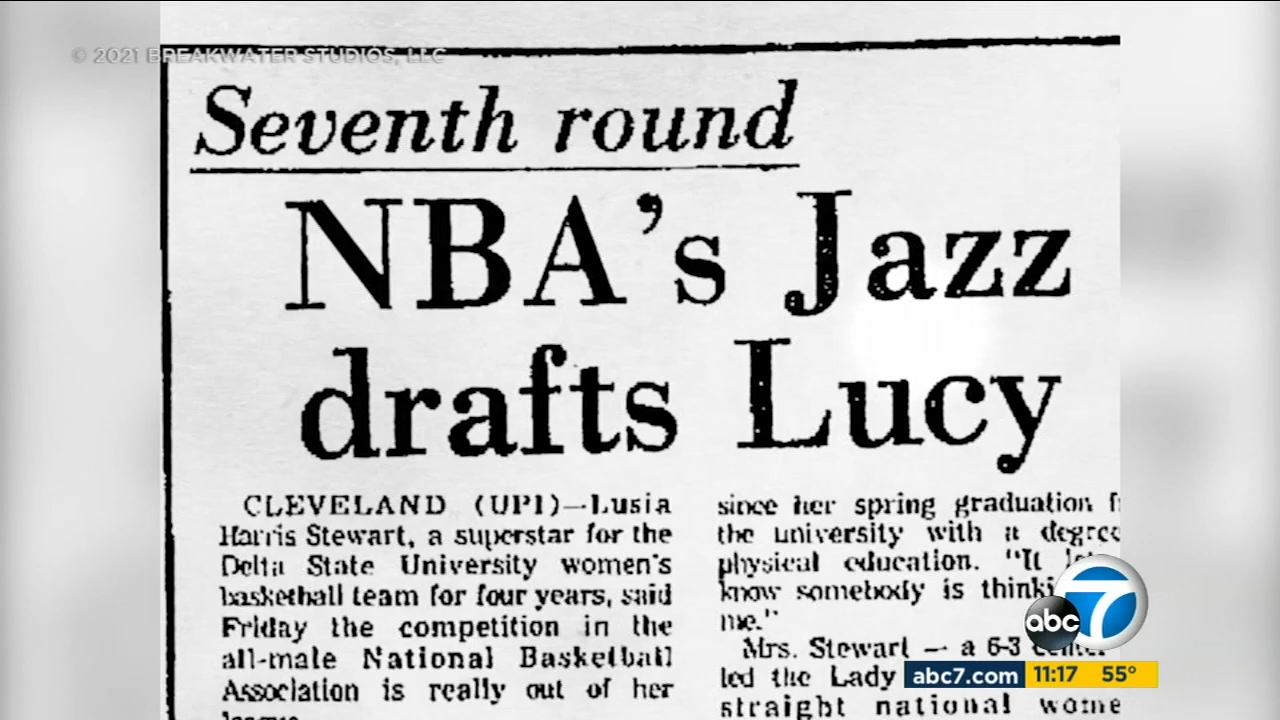 © 2021 BREAKWATER STUDIOS, LLC
Seventh round
NBA's Jazz
drafts Lucy
CLEVELAND (UPI)—Lusia
Harris Stewart, a superstar for the
Delta State University women's
basketball team for four years, said
Friday the competition in the
all-male National Basketball
Association is really out of her
since her spring graduation
the university with a degree
physical education. "It
know somebody is
me."
Mrs. Stewart — a 6-3
led the Lady
straight national
abc 7
abc7.com 11:17 55°